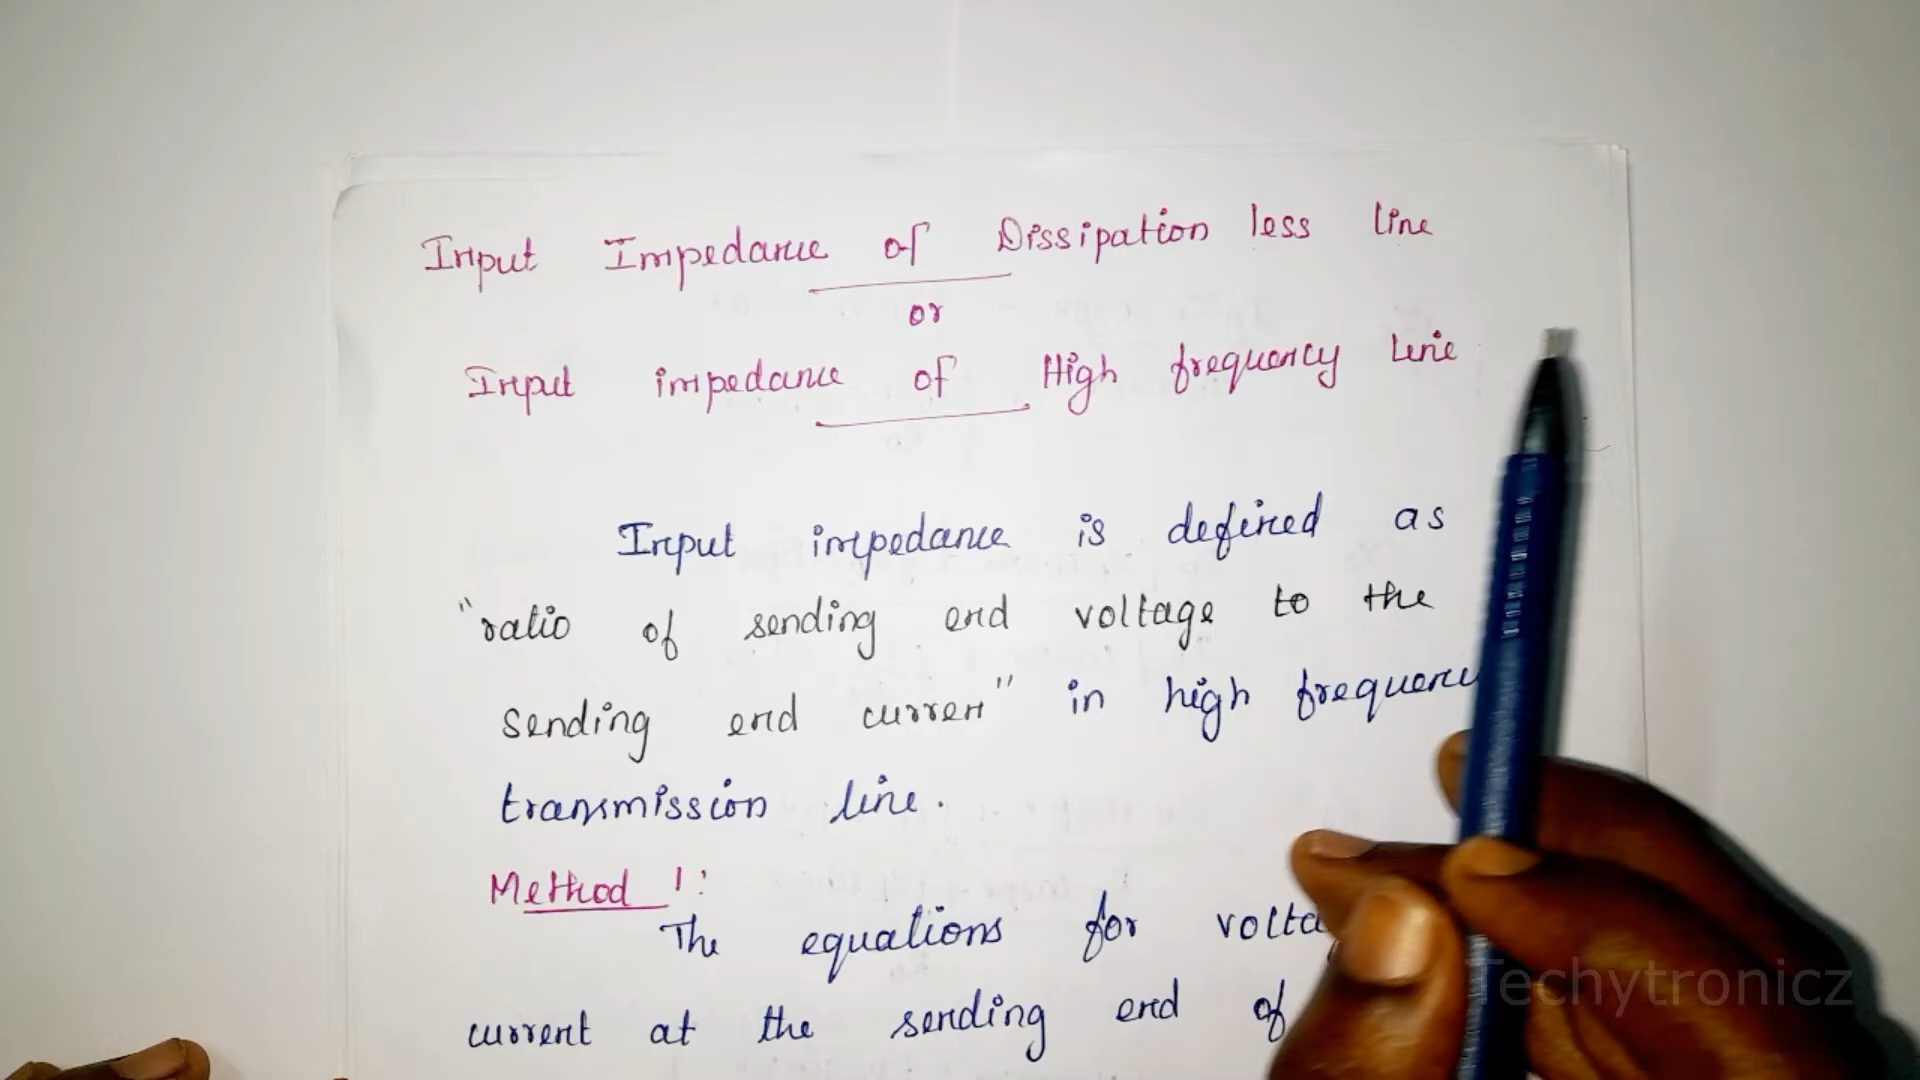 Input Impedance of Dissipation less line
or
Input impedance of High frequency line
Input impedance is defined as
"ratio of sending end voltage to the
sending end current" in high frequency
transmission line.
Method 1:
The equations for
current at the sending end of
Techytronicz